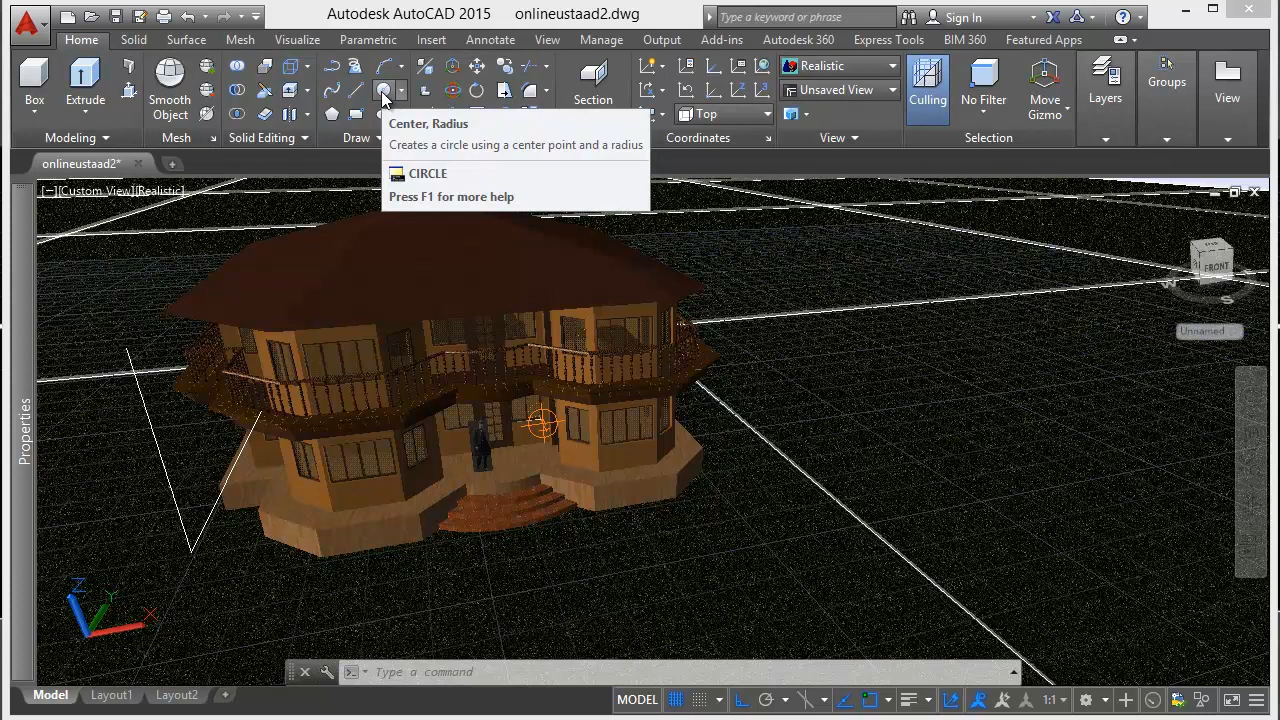 Autodesk AutoCAD 2015 onlineustaad2.dwg
Type a keyword or phrase
Sign In
Home Solid Surface Mesh Visualize Parametric Insert Annotate View Manage Output Add-ins Autodesk 360 Express Tools BIM 360 Featured Apps
Box
Extrude
Smooth
Object
Section
Top
Realistic
Unsaved View
Culling
No Filter
Move
Gizmo
Layers
Groups
View
Modeling
Mesh
Solid Editing
Draw
Coordinates
View
Selection
Center, Radius
Creates a circle using a center point and a radius
CIRCLE
Press F1 for more help
onlineustaad2*
[−][Custom View][Realistic]
FRONT
W
S
Unnamed
Properties
Z
Y
X
Type a command
Model Layout1 Layout2
MODEL
1:1